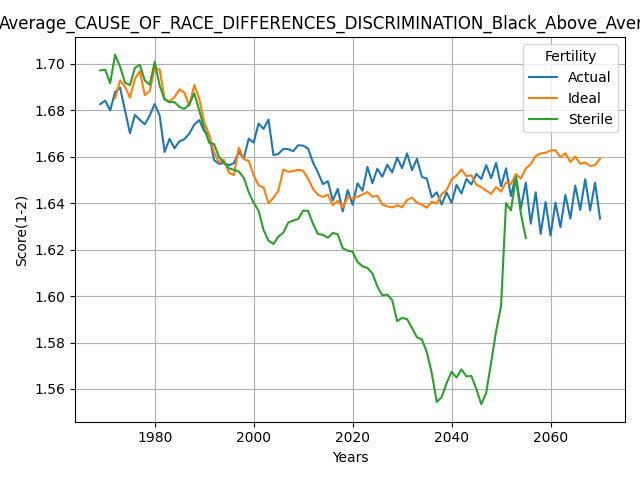 Average_CAUSE_OF_RACE_DIFFERENCES_DISCRIMINATION_Black_Above_Aver
Fertility
Actual
Ideal
Sterile
1.70
1.68
1.66
1.64
1.62
1.60
1.58
1.56
Score(1-2)
1980 2000 2020 2040 2060
Years